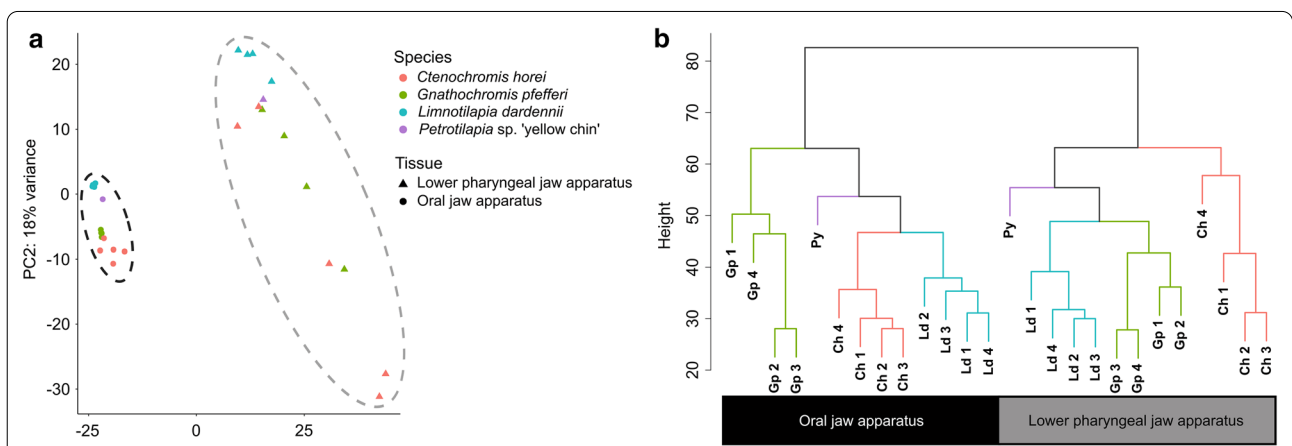 a
PC2: 18% variance
20
10
0
-10
-20
-30
-25
0
25
Species
Ctenochromis horei
Gnathochromis pfefferi
Limnotilapia dardennii
Petrotilapia sp. 'yellow chin'
Tissue
Lower pharyngeal jaw apparatus
Oral jaw apparatus
b
Height
80
70
60
50
40
30
20
Gp 1
Gp 4
Gp 2
Gp 3
Py
Ch 4
Ch 1
Ch 2
Ch 3
Ld 2
Ld 3
Ld 1
Ld 4
Py
Ld 1
Ld 4
Ld 2
Ld 3
Gp 3
Gp 4
Gp 1
Gp 2
Ch 4
Ch 1
Ch 2
Ch 3
Oral jaw apparatus
Lower pharyngeal jaw apparatus